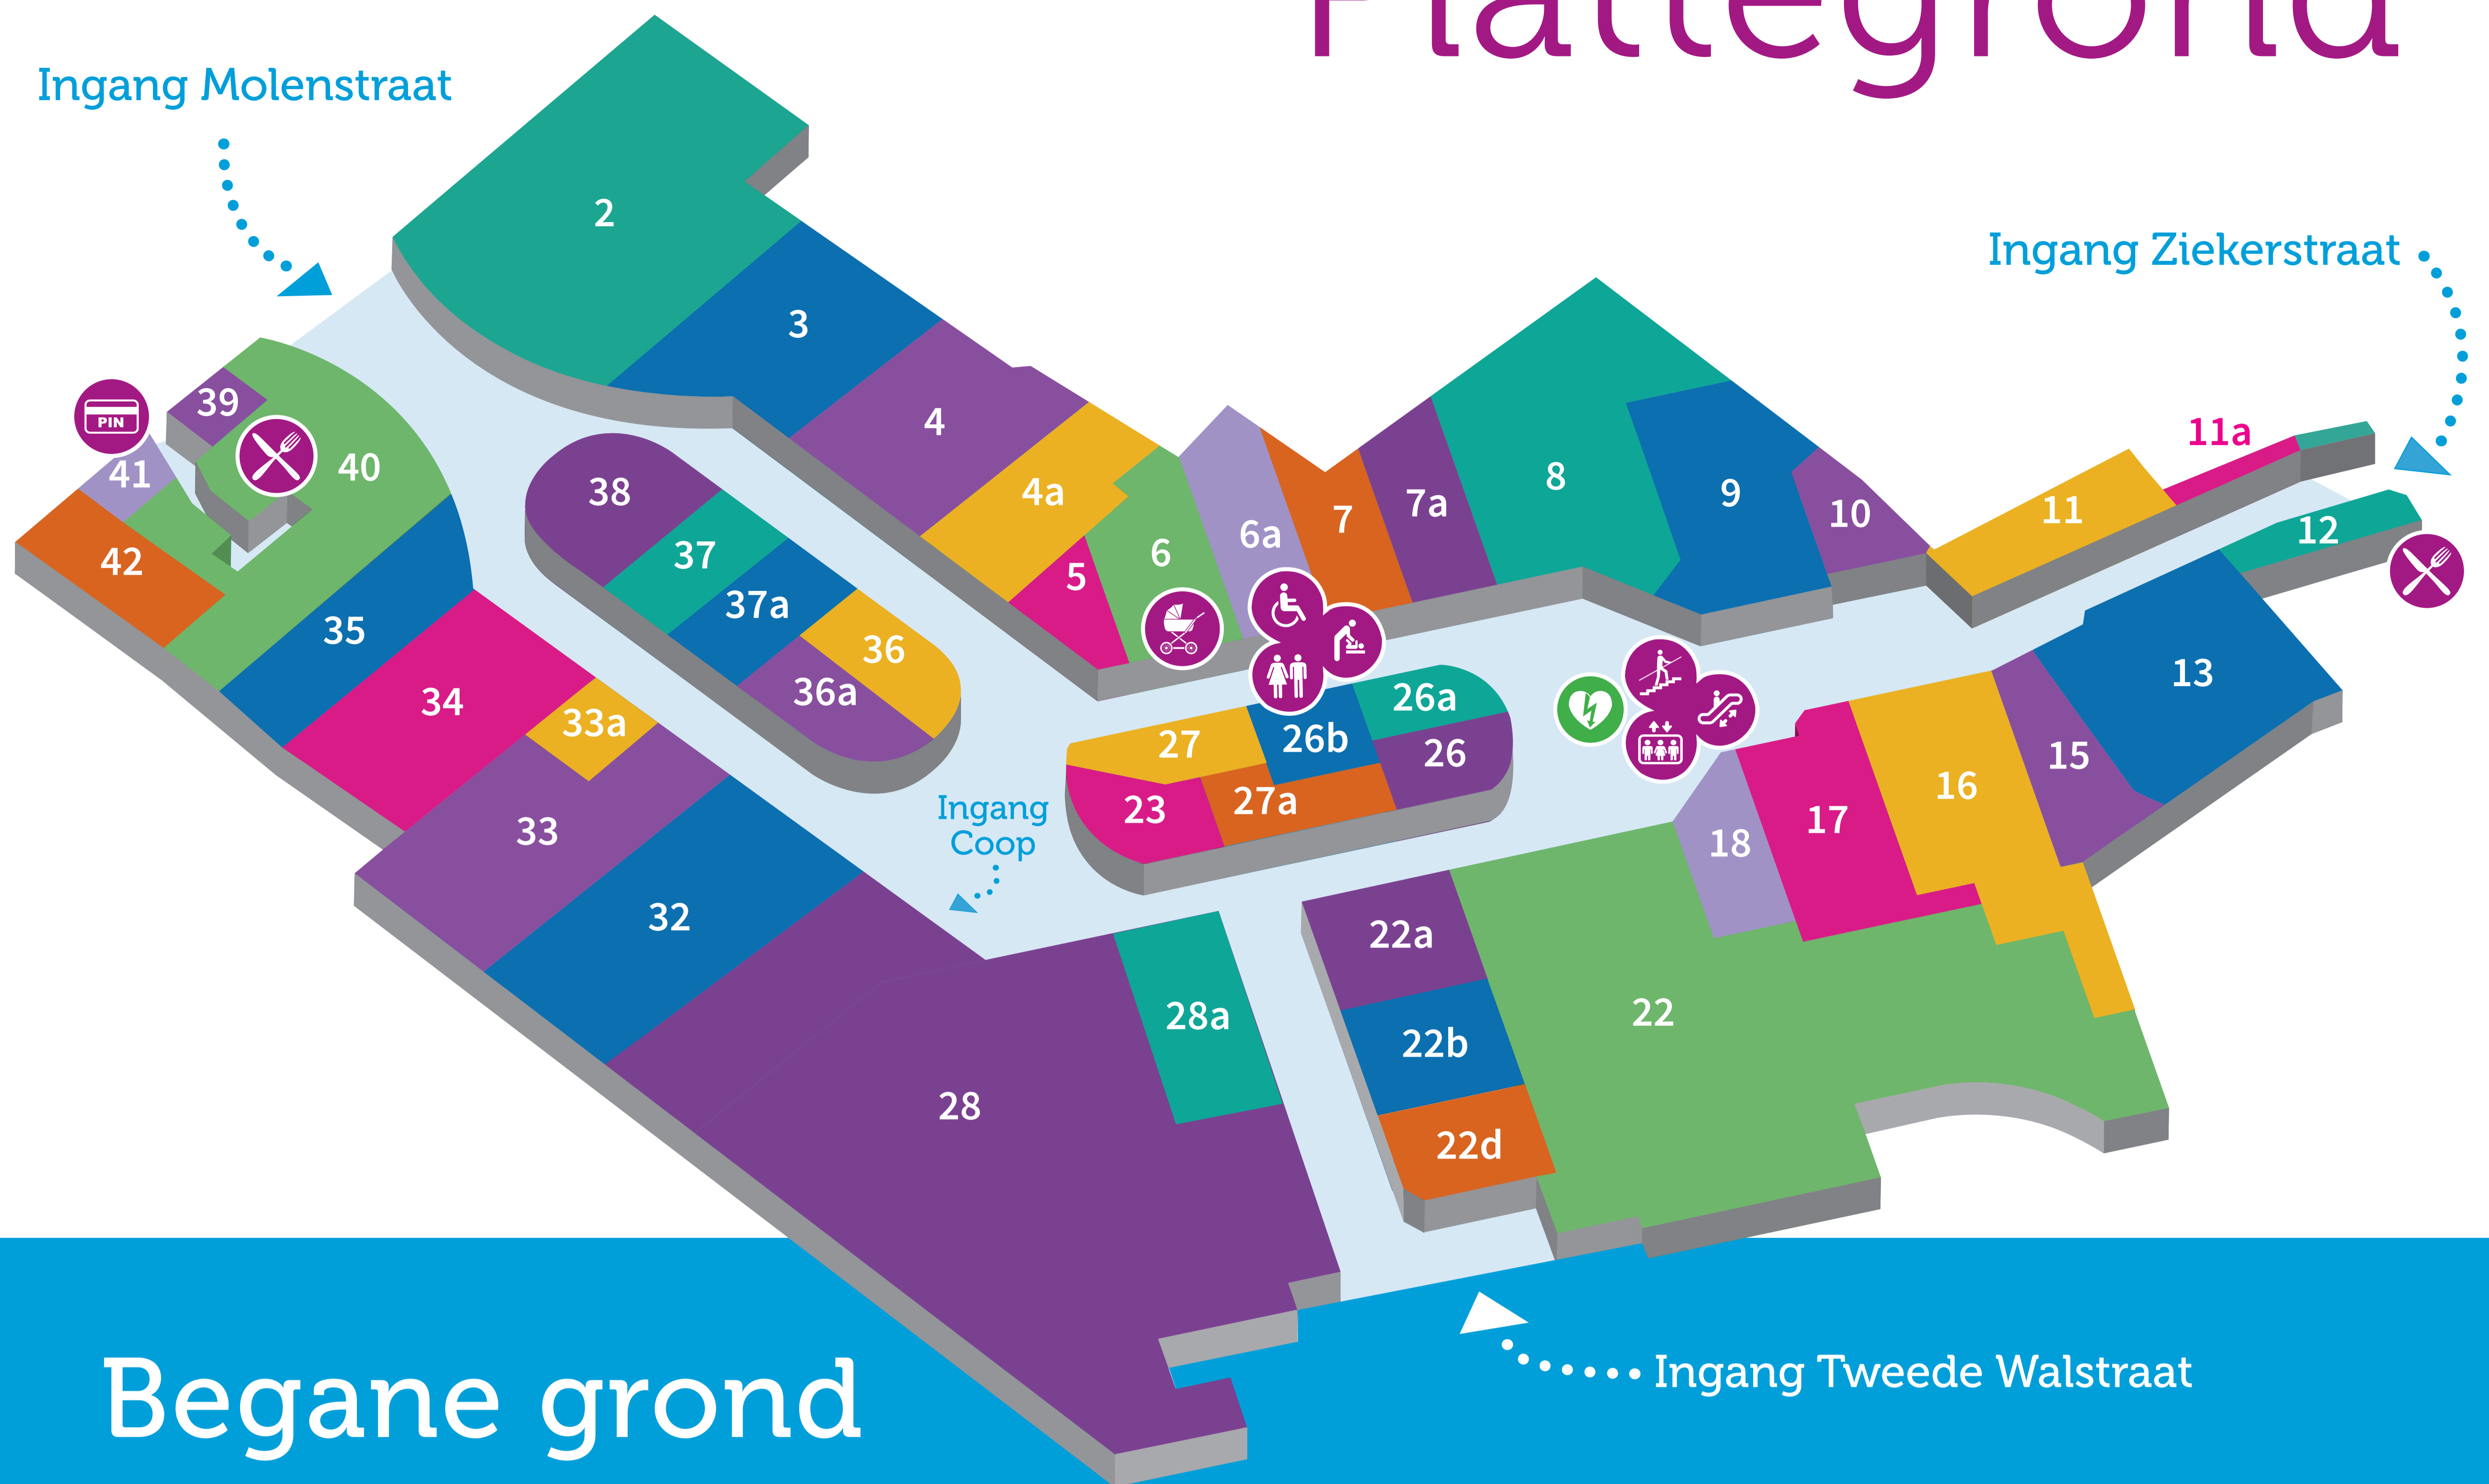 Plattegrond
Ingang Molenstraat
Ingang Ziekerstraat
2
3
4
4a
5
6
6a
7
7a
8
9
10
11
11a
12
13
15
16
17
18
22
22a
22b
22d
23
26
26a
26b
27
27a
28
28a
32
33
33a
34
35
36
36a
37
37a
38
39
40
41
42
PIN
Ingang
Coop
Ingang Tweede Walstraat
Begane grond